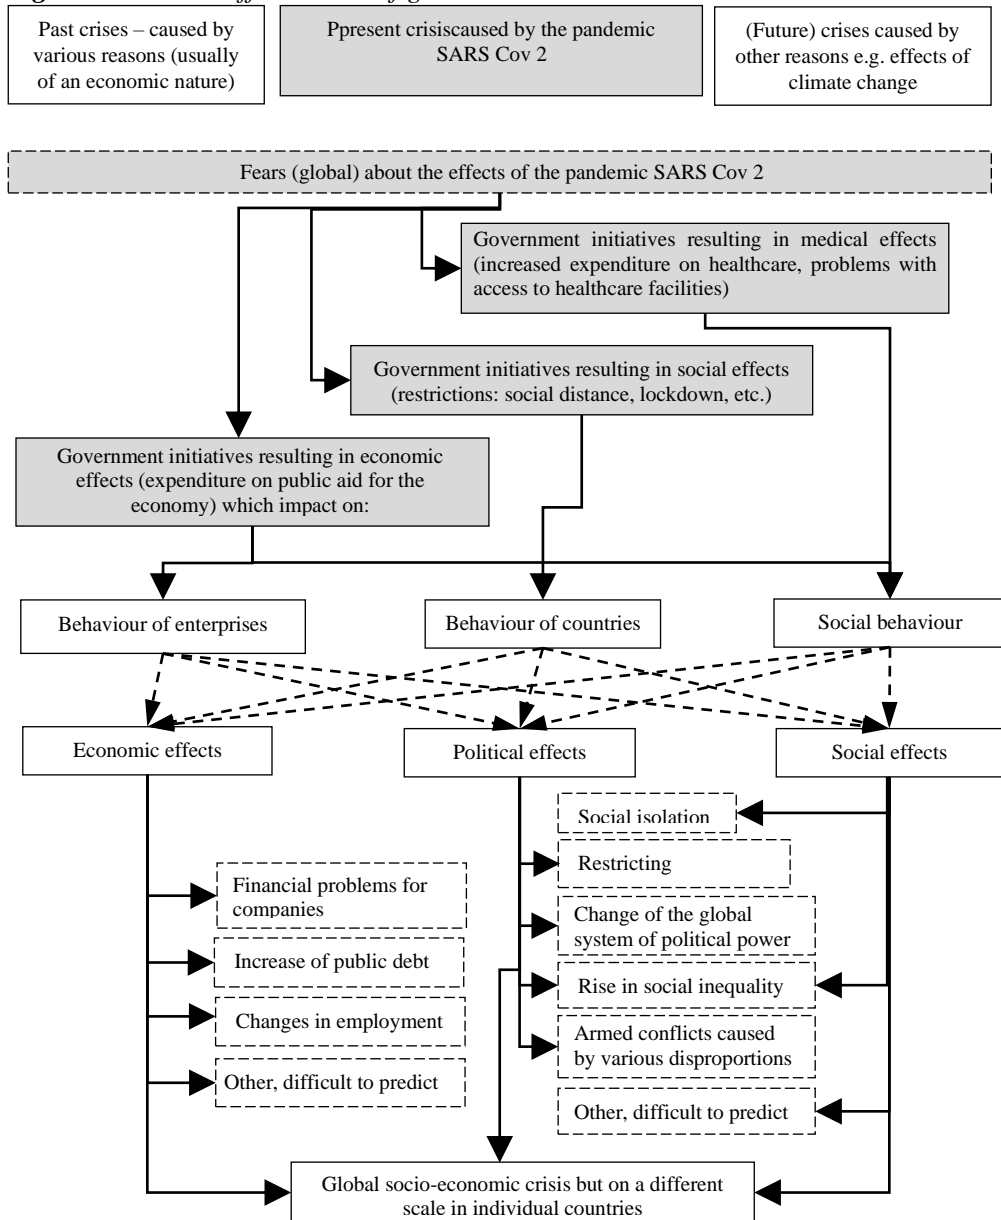 Past crises – caused by
various reasons (usually
of an economic nature)
Ppresent crisiscaused by the pandemic
SARS Cov 2
(Future) crises caused by
other reasons e.g. effects of
climate change
Fears (global) about the effects of the pandemic SARS Cov 2
Government initiatives resulting in medical effects
(increased expenditure on healthcare, problems with
access to healthcare facilities)
Government initiatives resulting in social effects
(restrictions: social distance, lockdown, etc.)
Government initiatives resulting in economic
effects (expenditure on public aid for the
economy) which impact on:
Behaviour of enterprises
Behaviour of countries
Social behaviour
Economic effects
Political effects
Social effects
Social isolation
Restricting
Financial problems for
companies
Change of the global
system of political power
Increase of public debt
Rise in social inequality
Changes in employment
Armed conflicts caused
by various disproportions
Other, difficult to predict
Other, difficult to predict
Global socio-economic crisis but on a different
scale in individual countries